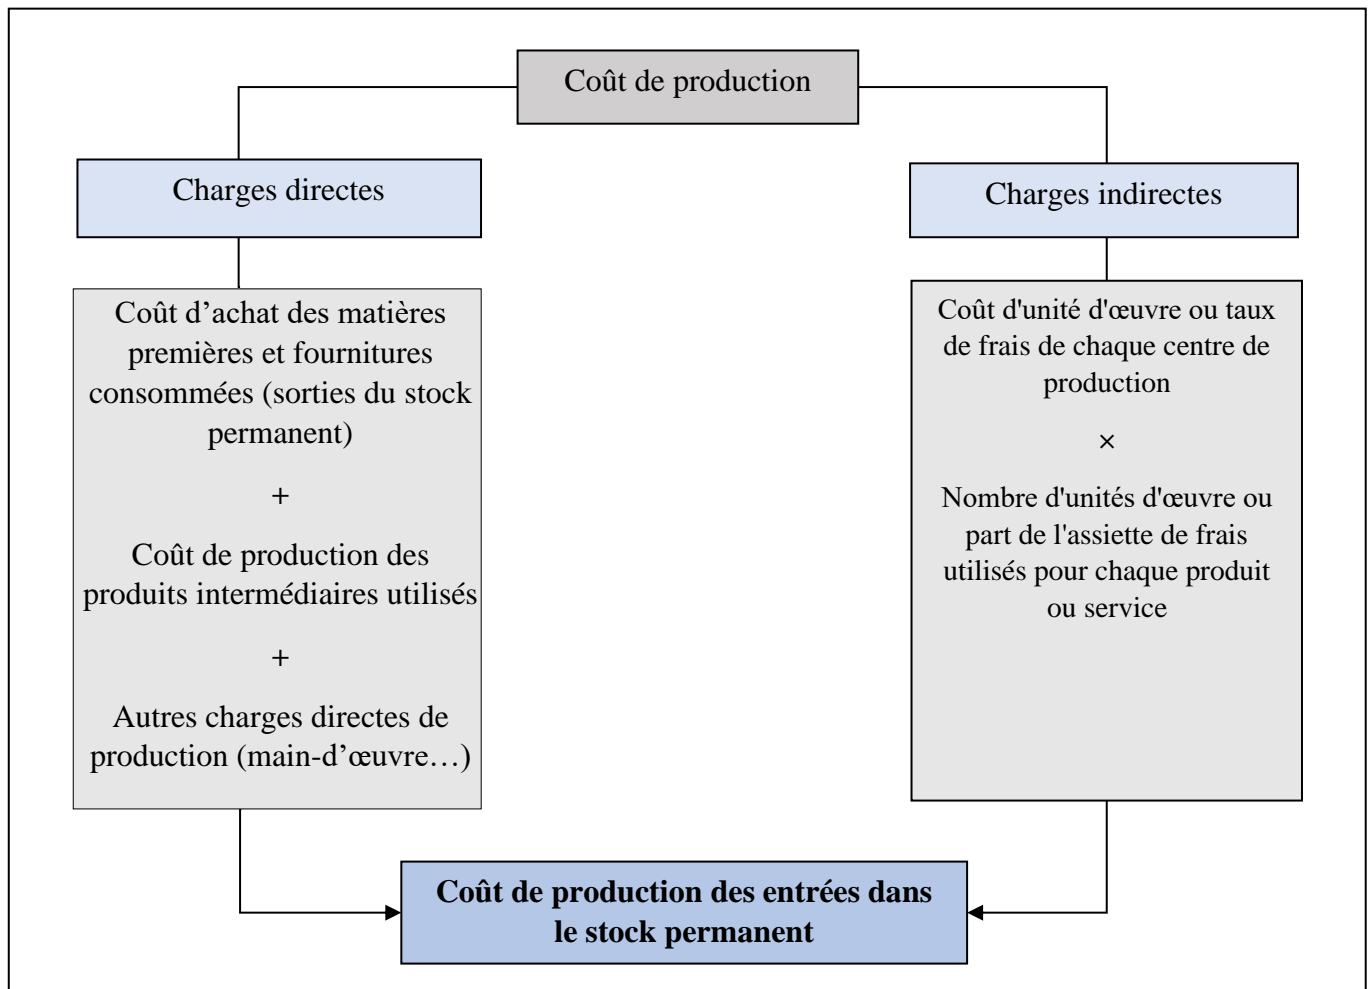 Coût de production
Charges directes
Charges indirectes
Coût d’achat des matières
premières et fournitures
consommées (sorties du stock
permanent)
+
Coût de production des
produits intermédiaires utilisés
+
Autres charges directes de
production (main-d’œuvre…)
Coût d'unité d'œuvre ou taux
de frais de chaque centre de
production
×
Nombre d'unités d'œuvre ou
part de l'assiette de frais
utilisés pour chaque produit
ou service
Coût de production des entrées dans
le stock permanent